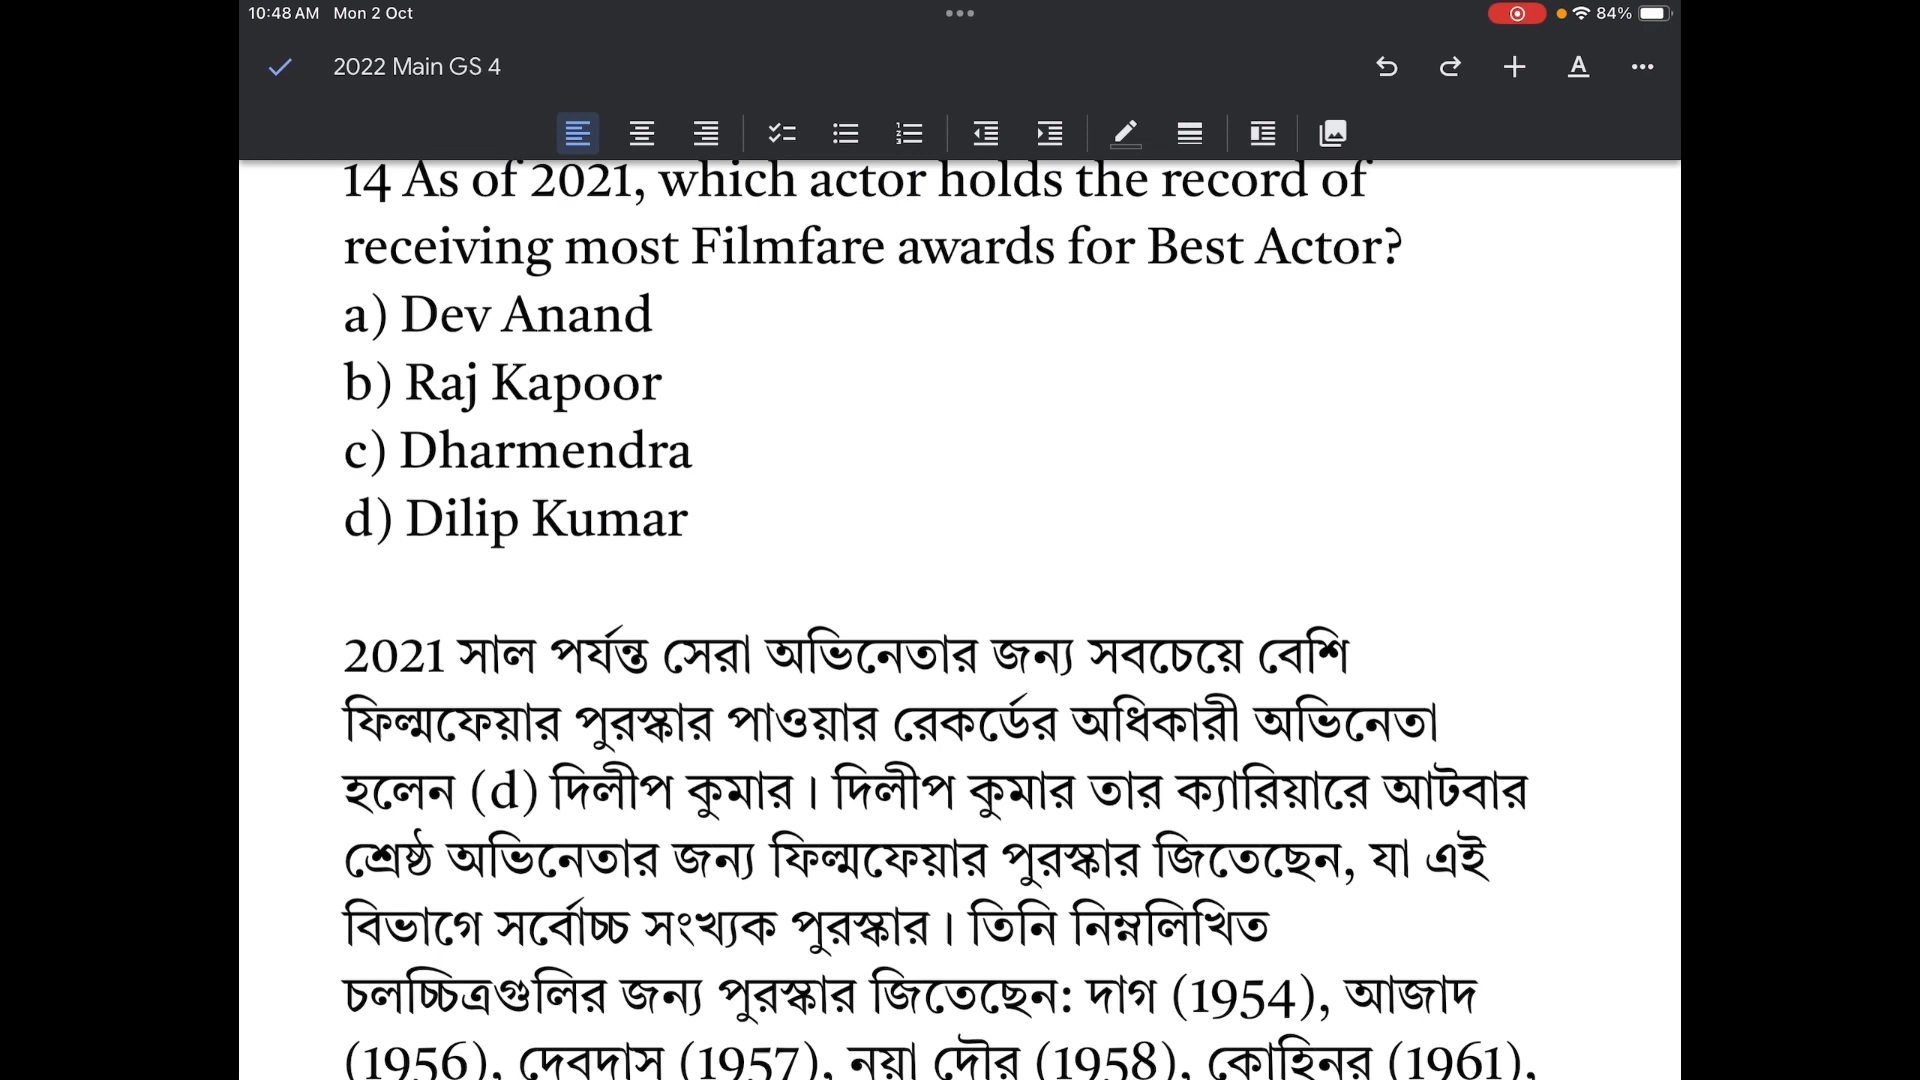 10:48 AM Mon 2 Oct
84%
2022 Main GS 4
14 As of 2021, which actor holds the record of
receiving most Filmfare awards for Best Actor?
a) Dev Anand
b) Raj Kapoor
c) Dharmendra
d) Dilip Kumar
2021 সাল পর্যন্ত সেরা অভিনেতার জন্য সবচেয়ে বেশি
ফিল্মফেয়ার পুরস্কার পাওয়ার রেকর্ডের অধিকারী অভিনেতা
হলেন (d) দিলীপ কুমার। দিলীপ কুমার তার ক্যারিয়ারে আটবার
শ্রেষ্ঠ অভিনেতার জন্য ফিল্মফেয়ার পুরস্কার জিতেছেন, যা এই
বিভাগে সর্বোচ্চ সংখ্যক পুরস্কার। তিনি নিম্নলিখিত
চলচ্চিত্রগুলির জন্য পুরস্কার জিতেছেন: দাগ (1954), আজাদ
(1956), দেবদাস (1957), নয়া দৌর (1958), কোহিনূর (1961),